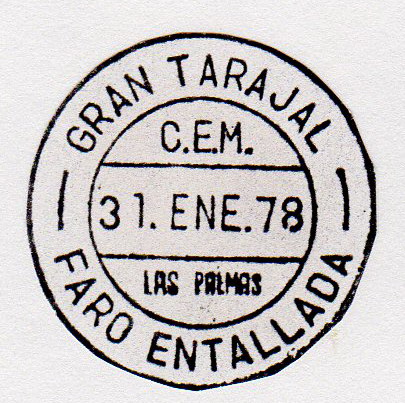 GRAN TARAJAL
C.E.M.
31. ENE. 78
LAS PALMAS
FARO ENTALLADA